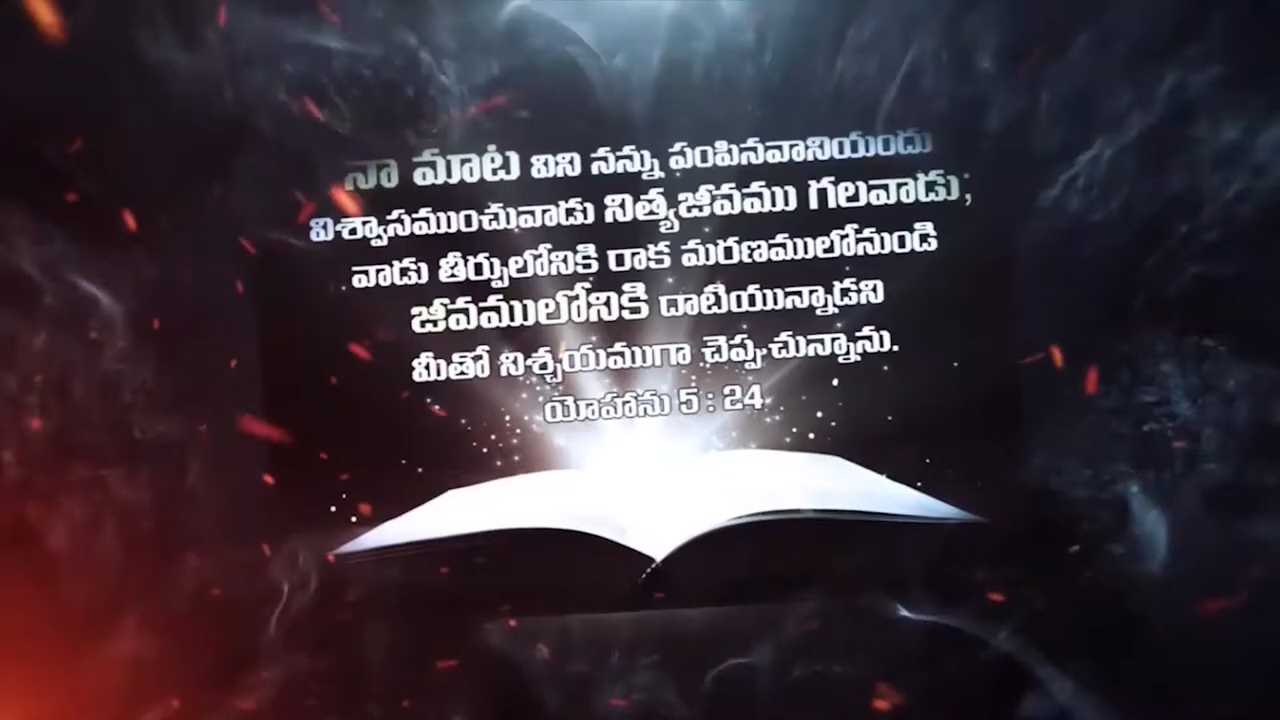 నా మాట విని నన్ను పంపినవానియందు
విశ్వాసముంచువాడు నిత్యజీవము గలవాడు;
వాడు తీర్పులోనికి రాక మరణములోనుండి
జీవములోనికి దాటియున్నాడని
మీతో నిశ్చయముగా చెప్పుచున్నాను.
యోహాను 5 : 24